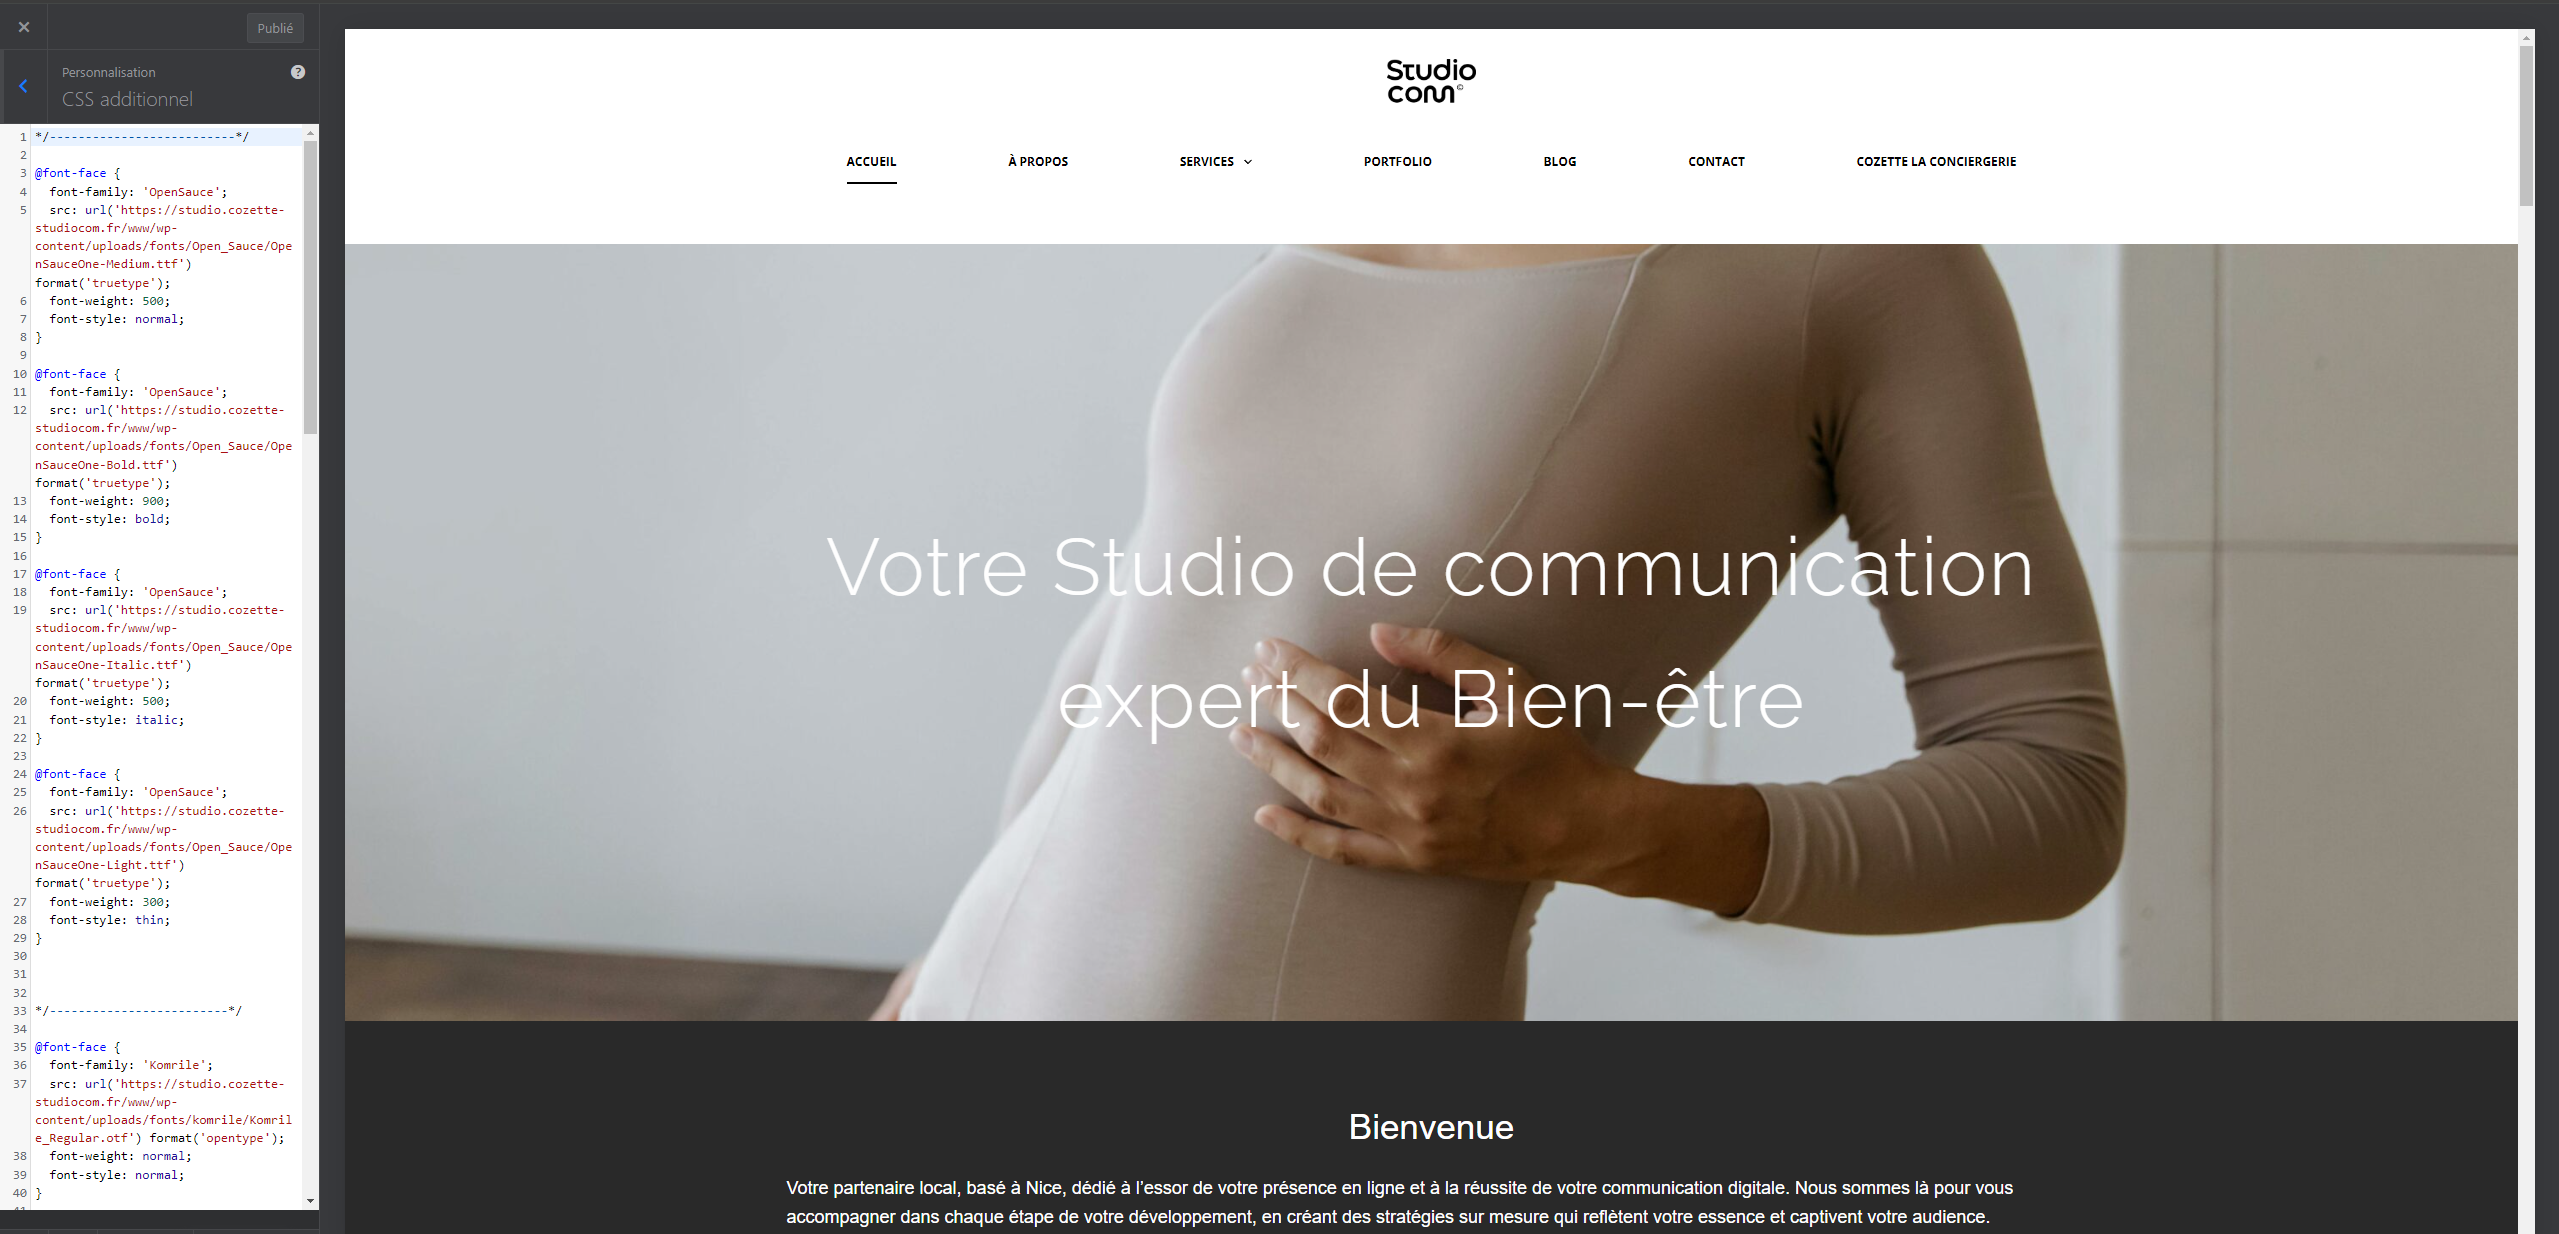 Publié
Personnalisation
CSS additionnel
1 */--------------------------*/
2
3 @font-face {
4 font-family: 'OpenSauce';
5 src: url('https://studio.cozette-
studiocom.fr/www/wp-
content/uploads/fonts/Open_Sauce/Ope
nSauceOne-Medium.ttf')
format('truetype');
6 font-weight: 500;
7 font-style: normal;
8 }
9
10 @font-face {
11 font-family: 'OpenSauce';
12 src: url('https://studio.cozette-
studiocom.fr/www/wp-
content/uploads/fonts/Open_Sauce/Ope
nSauceOne-Bold.ttf')
format('truetype');
13 font-weight: 900;
14 font-style: bold;
15 }
16
17 @font-face {
18 font-family: 'OpenSauce';
19 src: url('https://studio.cozette-
studiocom.fr/www/wp-
content/uploads/fonts/Open_Sauce/Ope
nSauceOne-Italic.ttf')
format('truetype');
20 font-weight: 500;
21 font-style: italic;
22 }
23
24 @font-face {
25 font-family: 'OpenSauce';
26 src: url('https://studio.cozette-
studiocom.fr/www/wp-
content/uploads/fonts/Open_Sauce/Ope
nSauceOne-Light.ttf')
format('truetype');
27 font-weight: 300;
28 font-style: thin;
29 }
30
31
32
33 */-------------------------*/
34
35 @font-face {
36 font-family: 'Komrile';
37 src: url('https://studio.cozette-
studiocom.fr/www/wp-
content/uploads/fonts/komrile/Komril
e_Regular.otf') format('opentype');
38 font-weight: normal;
39 font-style: normal;
40 }
Studio
com©
ACCUEIL À PROPOS SERVICES PORTFOLIO BLOG CONTACT COZETTE LA CONCIERGERIE
Votre Studio de communication
expert du Bien-être
Bienvenue
Votre partenaire local, basé à Nice, dédié à l’essor de votre présence en ligne et à la réussite de votre communication digitale. Nous sommes là pour vous
accompagner dans chaque étape de votre développement, en créant des stratégies sur mesure qui reflètent votre essence et captivent votre audience.